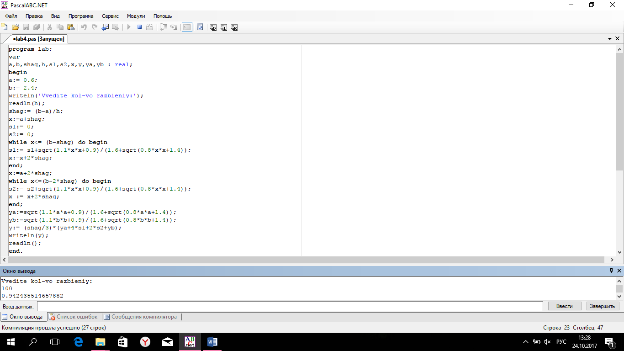 PascalABC.NET
Файл Правка Вид Программа Сервис Модули Помощь
•lab4.pas [Запущен]
program lab;
var
a,b,shag,h,s1,s2,x,y,ya,yb : real;
begin
a:= 0.6;
b:= 2.4;
writeln('Vvedite kol-vo razbieniy:');
readln(h);
shag:= (b-a)/h;
x:=a+shag;
s1:= 0;
s2:= 0;
while x<= (b-shag) do begin
s1:= s1+sqrt(1.1*x*x+0.9)/(1.6+sqrt(0.8*x*x+1.4));
x:=x+2*shag;
end;
x:=a+2*shag;
while x<=(b-2*shag) do begin
s2:= s2+sqrt(1.1*x*x+0.9)/(1.6+sqrt(0.8*x*x+1.4));
x := x+2*shag;
end;
ya:=sqrt(1.1*a*a+0.9)/(1.6+sqrt(0.8*a*a+1.4));
yb:=sqrt(1.1*b*b+0.9)/(1.6+sqrt(0.8*b*b+1.4));
y:= (shag/3)*(ya+4*s1+2*s2+yb);
writeln(y);
readln();
end.
Окно вывода
Vvedite kol-vo razbieniy:
100
Ввод данных: Ввести Завершить
Окно вывода Список ошибок Сообщения компилятора
Компиляция прошла успешно (27 строк) Строка 23 Столбец 47
РУС 13:28
24.10.2017